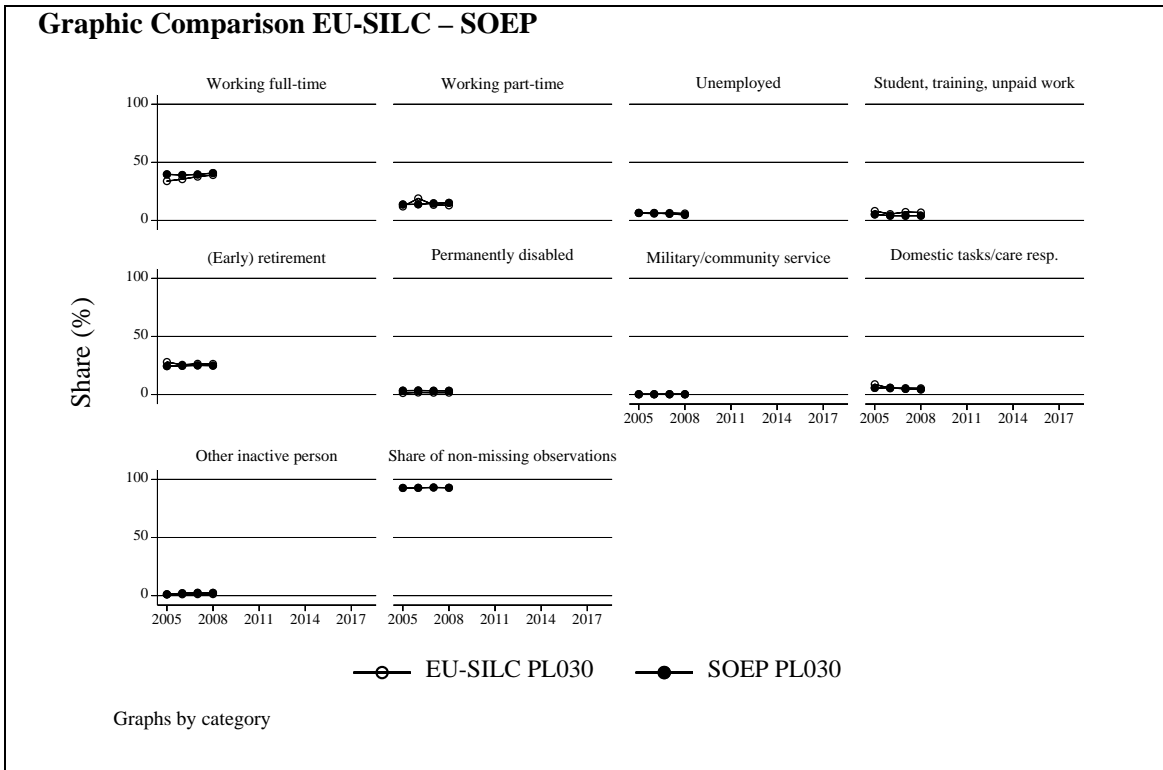 Graphic Comparison EU-SILC – SOEP
Working full-time Working part-time Unemployed Student, training, unpaid work
100
50
0
(Early) retirement Permanently disabled Military/community service Domestic tasks/care resp.
100
50
0
Share (%)
2005 2008 2011 2014 2017 2005 2008 2011 2014 2017
Other inactive person Share of non-missing observations
100
50
0
2005 2008 2011 2014 2017 2005 2008 2011 2014 2017
EU-SILC PL030 SOEP PL030
Graphs by category